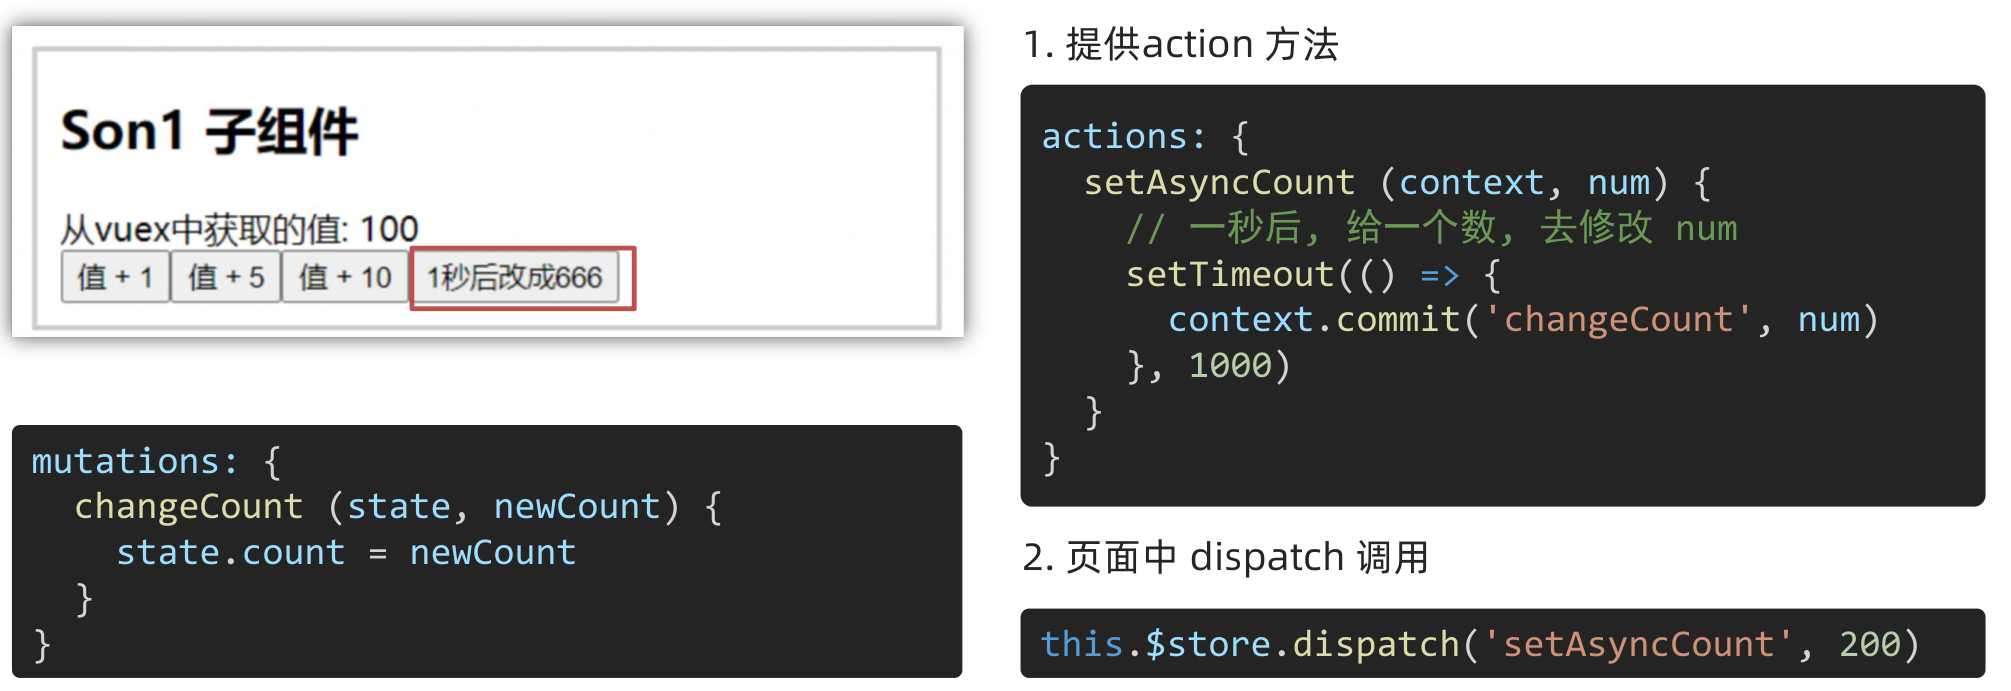 Son1 子组件
从vuex中获取的值: 100
值 + 1 值 + 5 值 + 10 1秒后改成666
mutations: {
  changeCount (state, newCount) {
    state.count = newCount
  }
}
1. 提供action 方法
actions: {
  setAsyncCount (context, num) {
    // 一秒后, 给一个数, 去修改 num
    setTimeout(() => {
      context.commit('changeCount', num)
    }, 1000)
  }
}
2. 页面中 dispatch 调用
this.$store.dispatch('setAsyncCount', 200)